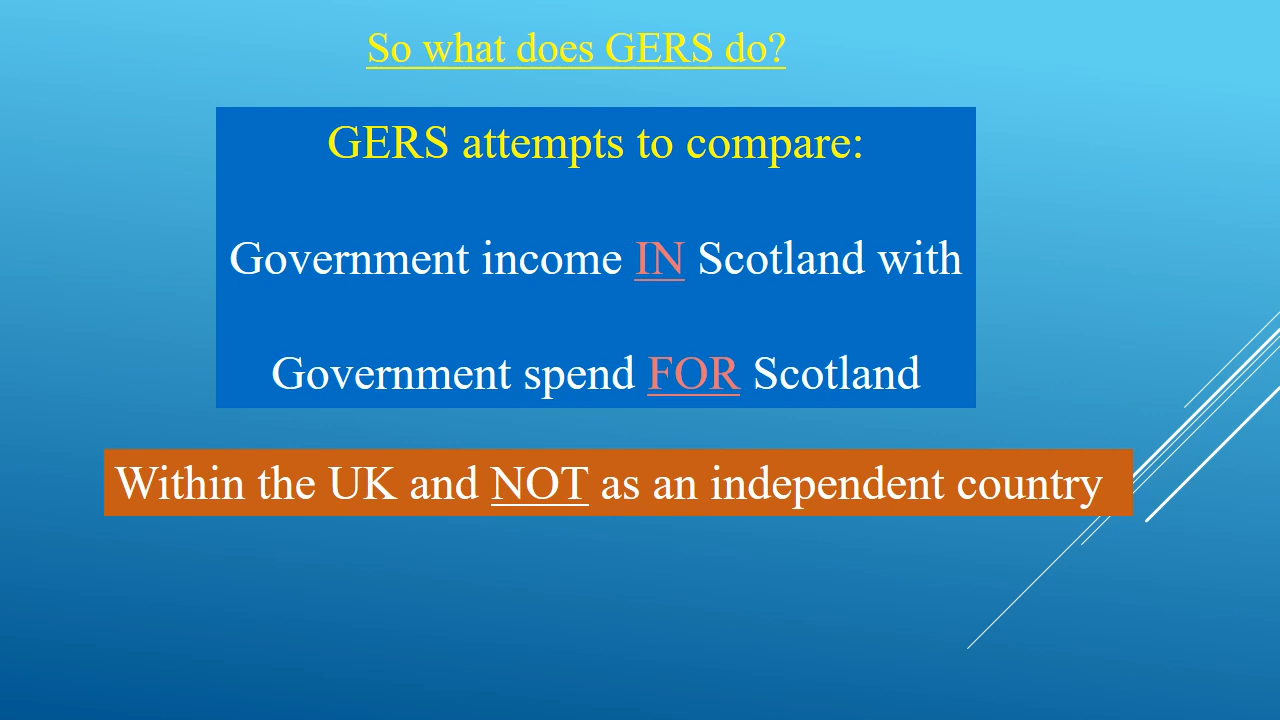 So what does GERS do?
GERS attempts to compare:
Government income IN Scotland with
Government spend FOR Scotland
Within the UK and NOT as an independent country